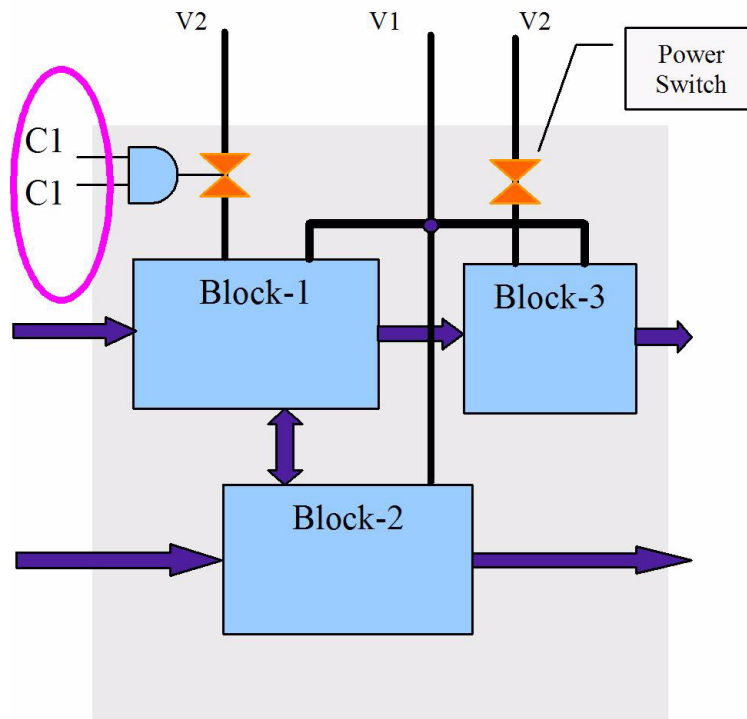 V2
V1
V2
Power
Switch
C1
C1
Block-1
Block-3
Block-2